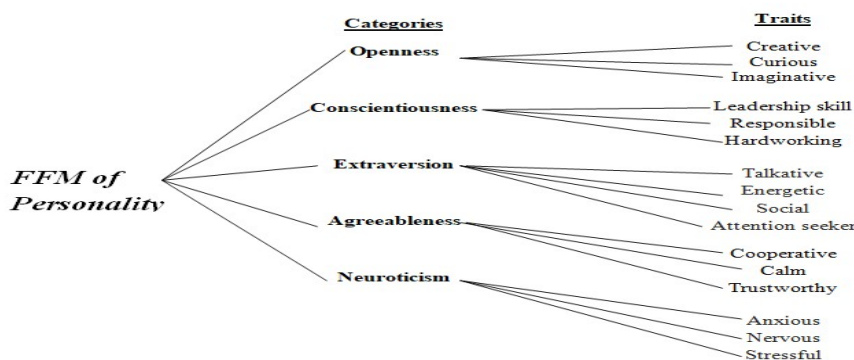 Categories
Traits
Openness
Creative
Curious
Imaginative
Conscientiousness
Leadership skill
Responsible
Hardworking
FFM of
Personality
Extraversion
Talkative
Energetic
Social
Attention seeker
Agreeableness
Cooperative
Calm
Trustworthy
Neuroticism
Anxious
Nervous
Stressful